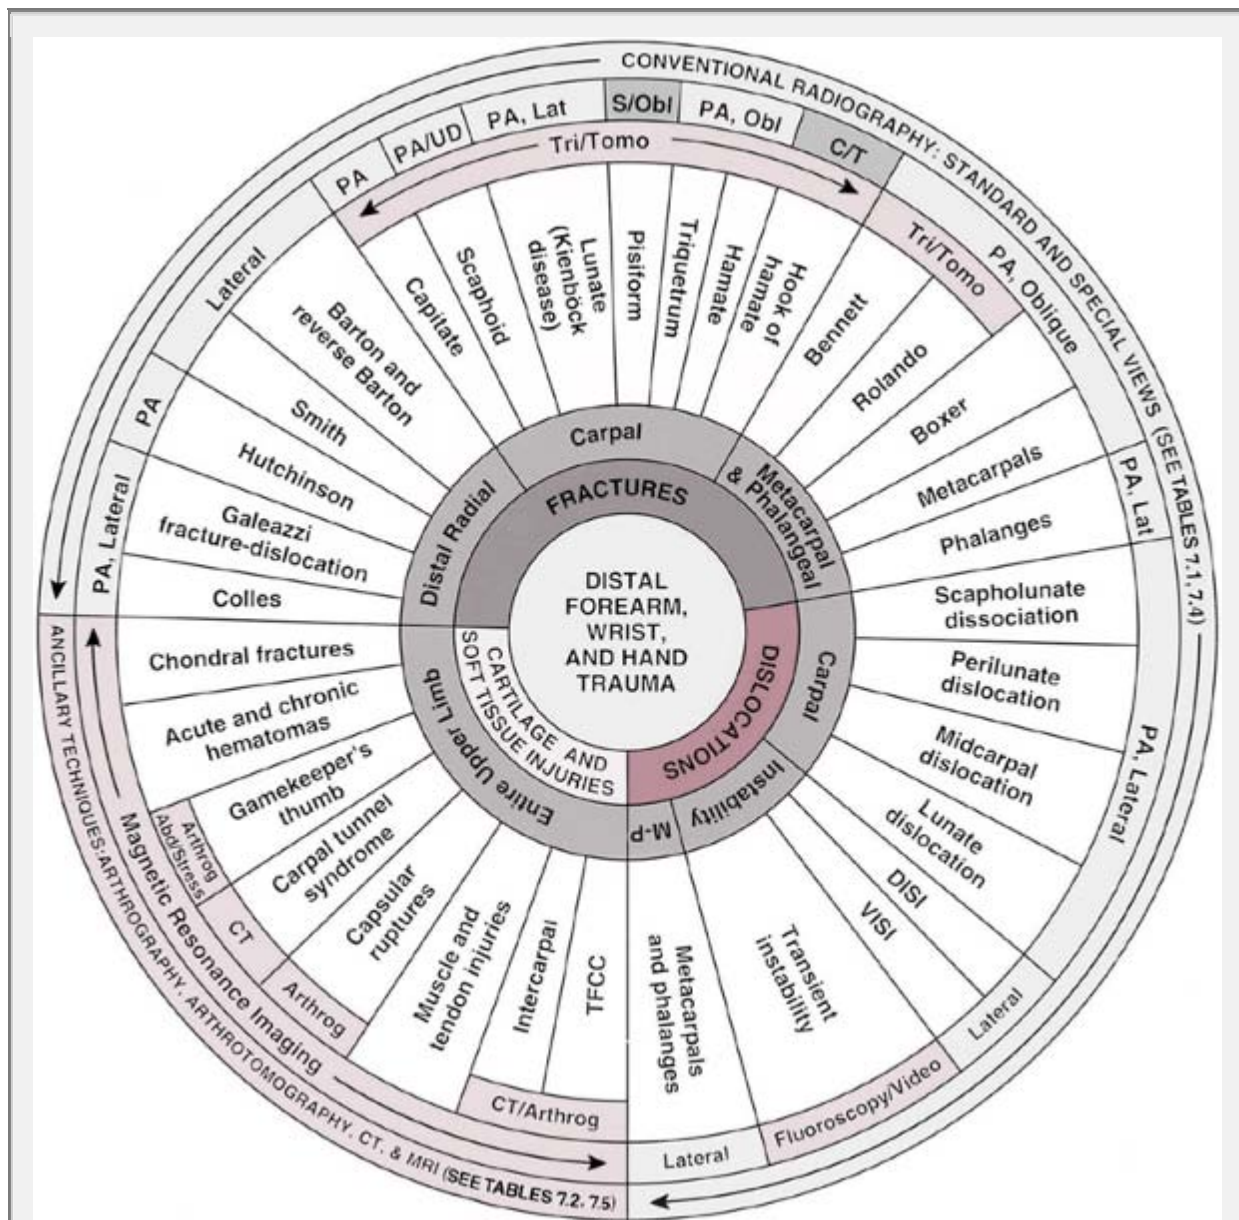 CONVENTIONAL RADIOGRAPHY: STANDARD AND SPECIAL VIEWS (SEE TABLES 7.1, 7.4)
PA, Lateral
PA
Lateral
PA
PA/UD
PA, Lat
S/Obl
PA, Obl
C/T
PA, Oblique
PA, Lat
PA, Lateral
Lateral
Fluoroscopy/Video
Lateral
Tri/Tomo
Tri/Tomo
Colles
Galeazzi
fracture-dislocation
Hutchinson
Smith
Barton and
reverse Barton
Capitate
Scaphoid
Lunate
(Kienböck
disease)
Pisiform
Triquetrum
Hamate
Hook of
hamate
Bennett
Rolando
Boxer
Metacarpals
Phalanges
Scapholunate
dissociation
Perilunate
dislocation
Midcarpal
dislocation
Lunate
dislocation
DISI
VISI
Transient
instability
Metacarpals
and phalanges
TFCC
Intercarpal
Muscle and
tendon injuries
Capsular
ruptures
Carpal tunnel
syndrome
Gamekeeper's
thumb
Acute and chronic
hematomas
Chondral fractures
Distal Radial
Carpal
Metacarpal
& Phalangeal
Carpal
Instability
M-P
Entire Upper Limb
FRACTURES
DISLOCATIONS
CARTILAGE AND
SOFT TISSUE INJURIES
DISTAL
FOREARM,
WRIST,
AND HAND
TRAUMA
Arthrog
Abd/Stress
CT
Arthrog
CT/Arthrog
Magnetic Resonance Imaging
ANCILLARY TECHNIQUES: ARTHROGRAPHY, ARTHROTOMOGRAPHY, CT, & MRI (SEE TABLES 7.2, 7.5)